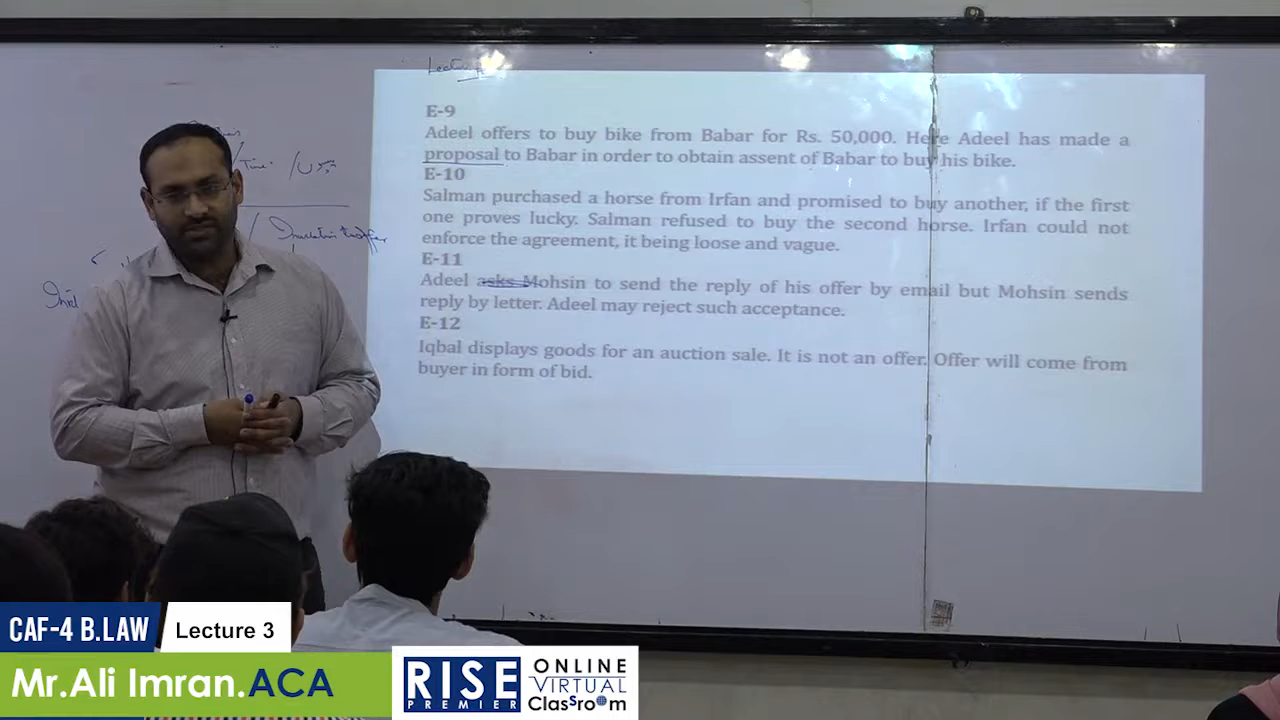 E-9
Adeel offers to buy bike from Babar for Rs. 50,000. Here Adeel has made a
proposal to Babar in order to obtain assent of Babar to buy his bike.
E-10
Salman purchased a horse from Irfan and promised to buy another, if the first
one proves lucky. Salman refused to buy the second horse. Irfan could not
enforce the agreement, it being loose and vague.
E-11
Adeel asks Mohsin to send the reply of his offer by email but Mohsin sends
reply by letter. Adeel may reject such acceptance.
E-12
Iqbal displays goods for an auction sale. It is not an offer. Offer will come from
buyer in form of bid.
CAF-4 B.LAW
Lecture 3
Mr.Ali Imran.ACA
RISE
PREMIER
ONLINE
VIRTUAL
Classroom